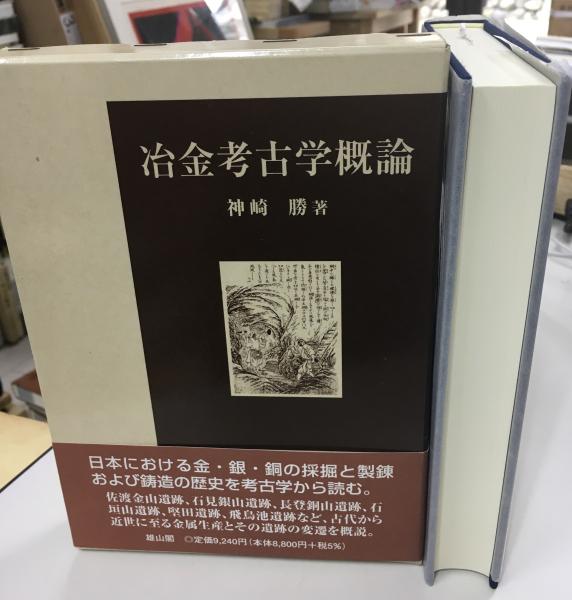 冶金考古学概論
神崎 勝著
日本における金・銀・銅の採掘と製錬
および鋳造の歴史を考古学から読む。
佐渡金山遺跡、石見銀山遺跡、長登銅山遺跡、石
垣山遺跡、堅田遺跡、飛鳥池遺跡など、古代から
近世に至る金属生産とその遺跡の変遷を概説。
雄山閣 ◎定価9,240円(本体8,800円+税5%)